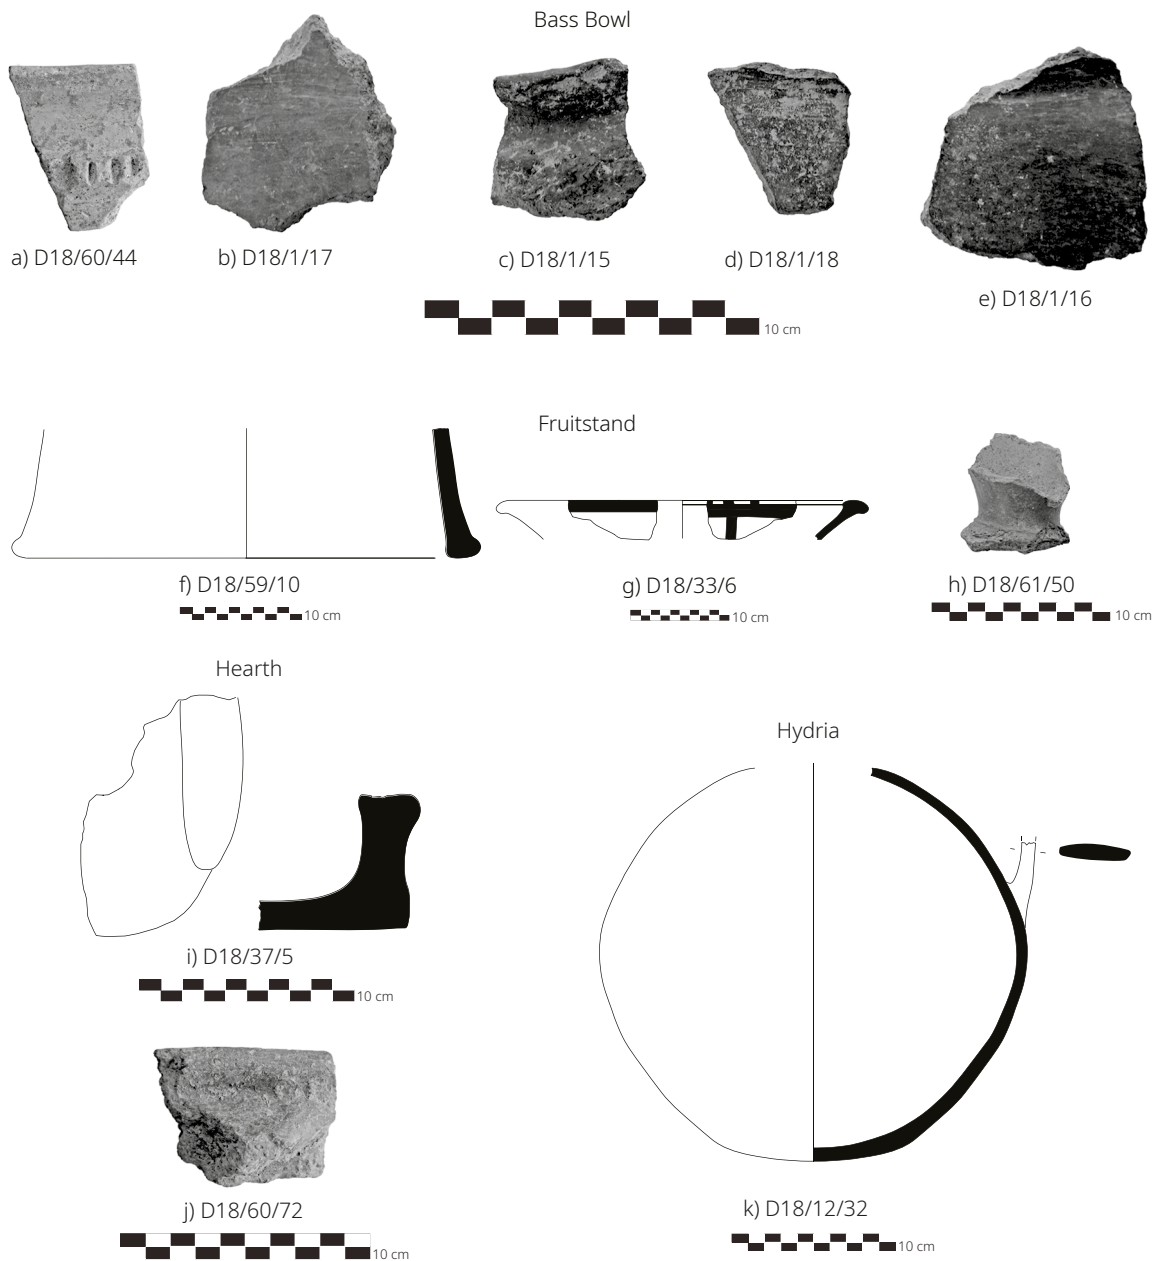 Bass Bowl
a) D18/60/44
b) D18/1/17
c) D18/1/15
d) D18/1/18
e) D18/1/16
10 cm
Fruitstand
f) D18/59/10
10 cm
g) D18/33/6
10 cm
h) D18/61/50
10 cm
Hearth
i) D18/37/5
10 cm
j) D18/60/72
10 cm
Hydria
k) D18/12/32
10 cm